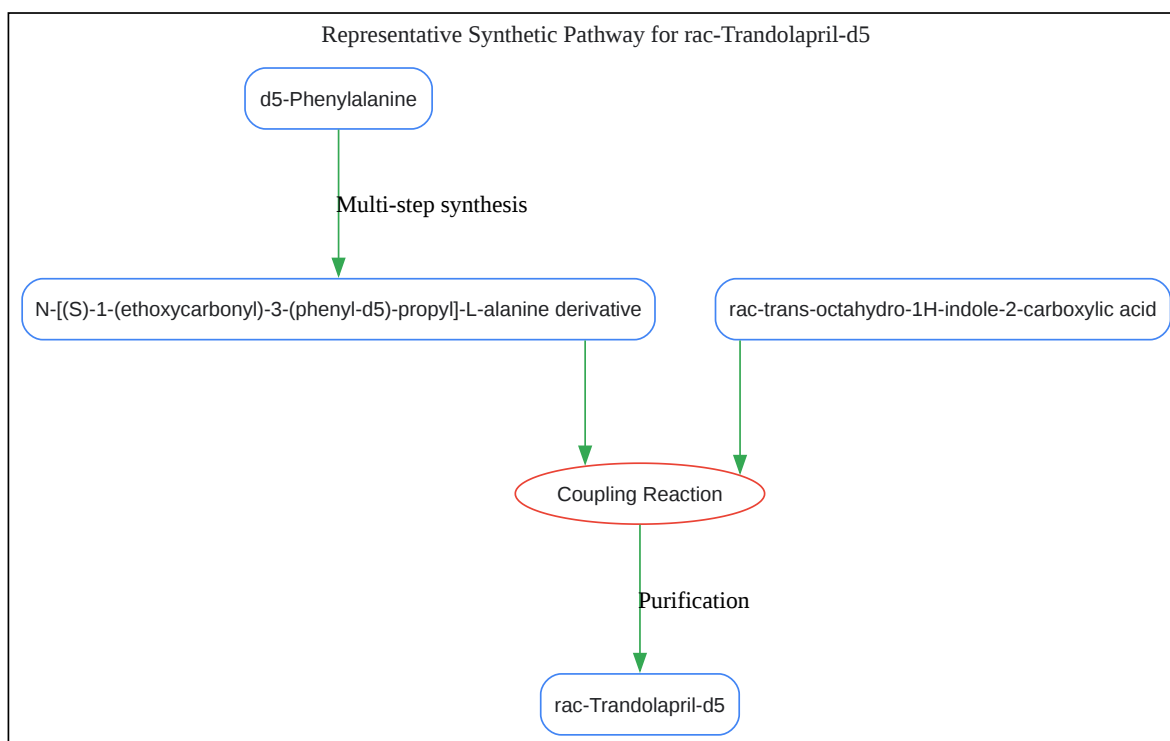 Representative Synthetic Pathway for rac-Trandolapril-d5
d5-Phenylalanine
Multi-step synthesis
N-[(S)-1-(ethoxycarbonyl)-3-(phenyl-d5)-propyl]-L-alanine derivative
rac-trans-octahydro-1H-indole-2-carboxylic acid
Coupling Reaction
Purification
rac-Trandolapril-d5